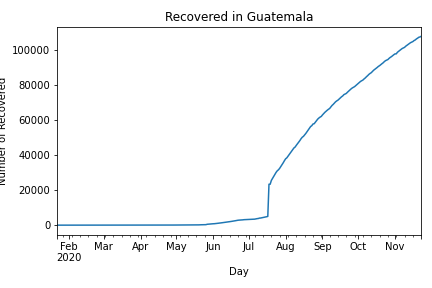 Recovered in Guatemala
Number of Recovered
100000
80000
60000
40000
20000
0
Feb Mar Apr May Jun Jul Aug Sep Oct Nov
2020
Day